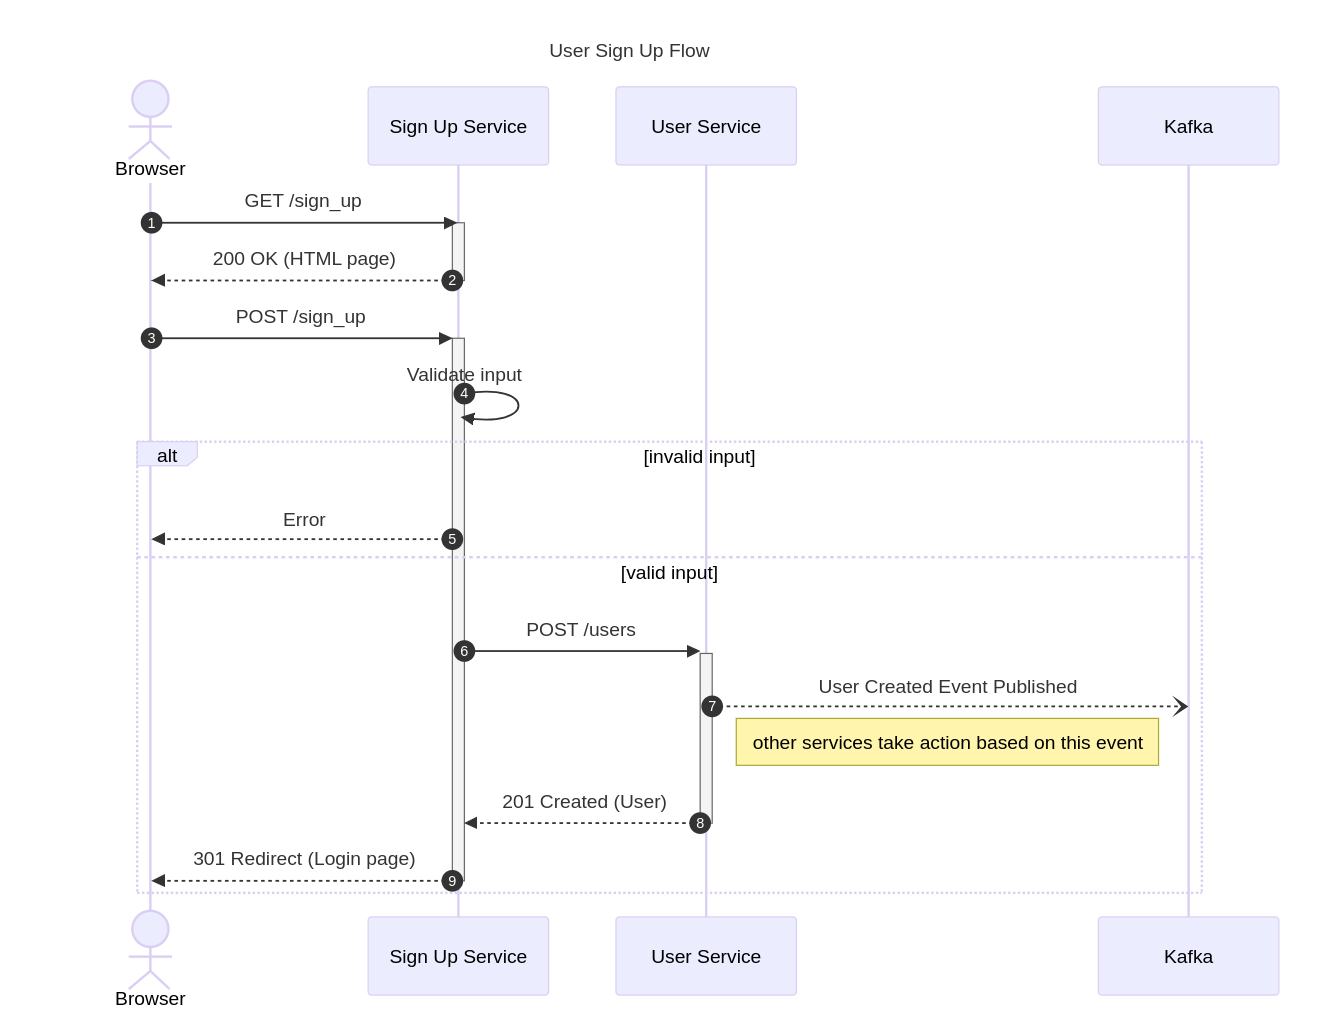 User Sign Up Flow
Browser
Sign Up Service
User Service
Kafka
GET /sign_up
1
200 OK (HTML page)
2
POST /sign_up
3
Validate input
4
alt
[invalid input]
Error
5
[valid input]
POST /users
6
User Created Event Published
7
other services take action based on this event
201 Created (User)
8
301 Redirect (Login page)
9
Browser
Sign Up Service
User Service
Kafka